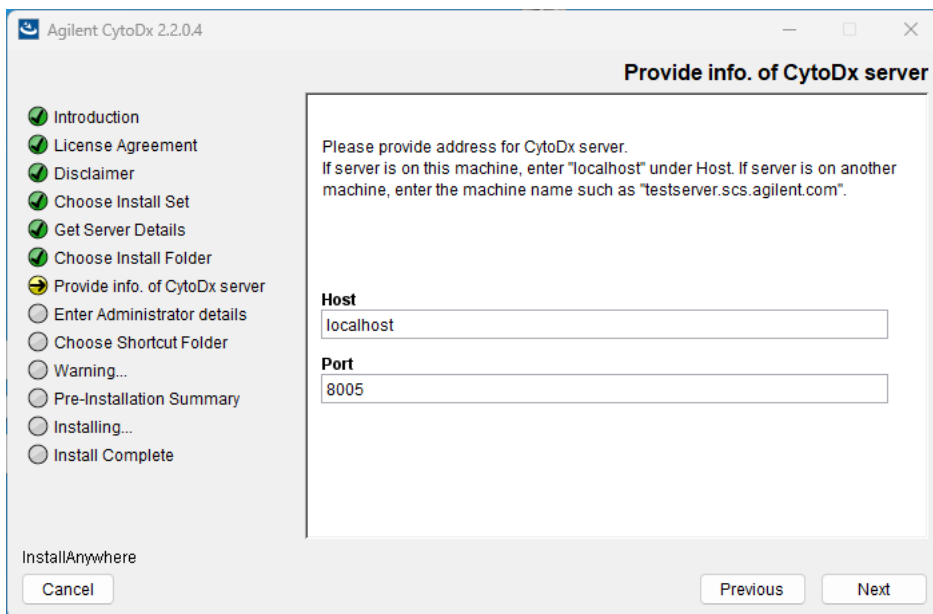 Agilent CytoDx 2.2.0.4
Provide info. of CytoDx server
Introduction
License Agreement
Disclaimer
Choose Install Set
Get Server Details
Choose Install Folder
Provide info. of CytoDx server
Enter Administrator details
Choose Shortcut Folder
Warning...
Pre-Installation Summary
Installing...
Install Complete
Please provide address for CytoDx server.
If server is on this machine, enter "localhost" under Host. If server is on another
machine, enter the machine name such as "testserver.scs.agilent.com".
Host
localhost
Port
8005
InstallAnywhere
Cancel
Previous
Next